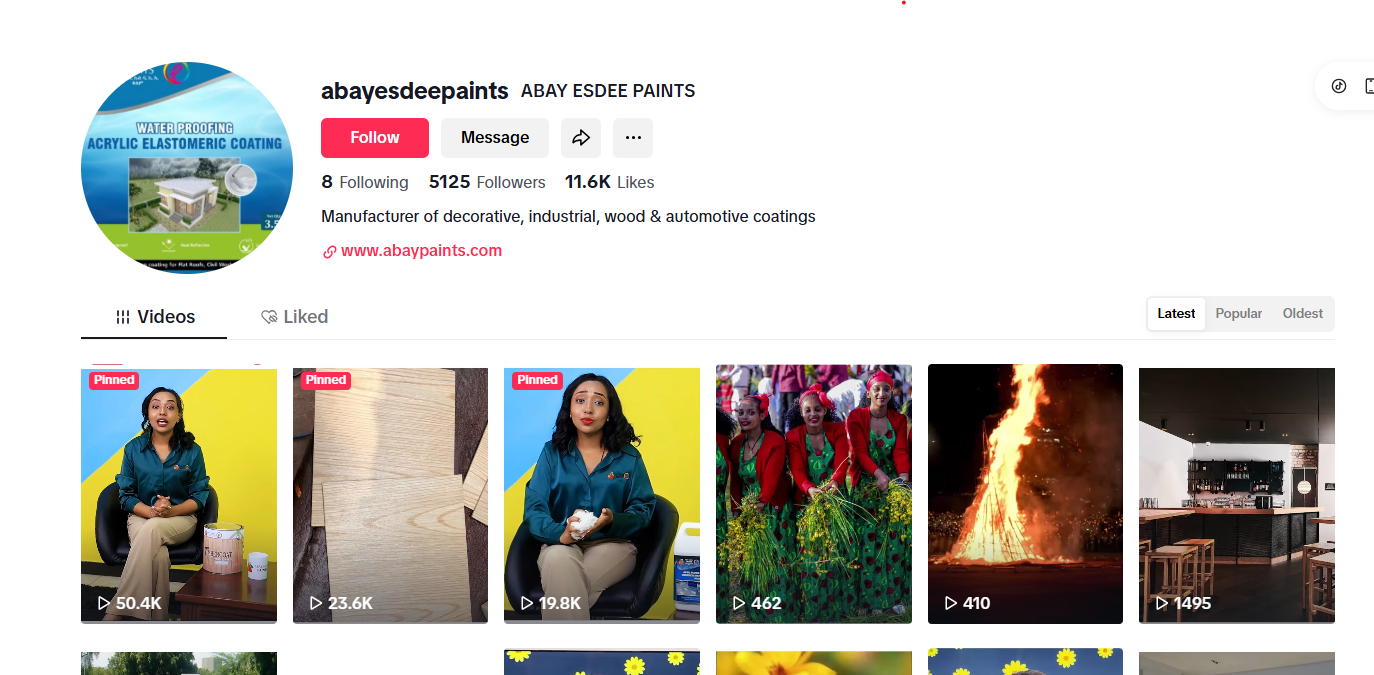 abayesdeepaints ABAY ESDEE PAINTS
Follow Message
8 Following 5125 Followers 11.6K Likes
Manufacturer of decorative, industrial, wood & automotive coatings
www.abaypaints.com
WATER PROOFING
ACRYLIC ELASTOMERIC COATING
Videos Liked
Latest Popular Oldest
Pinned
Pinned
Pinned
50.4K
23.6K
19.8K
462
410
1495